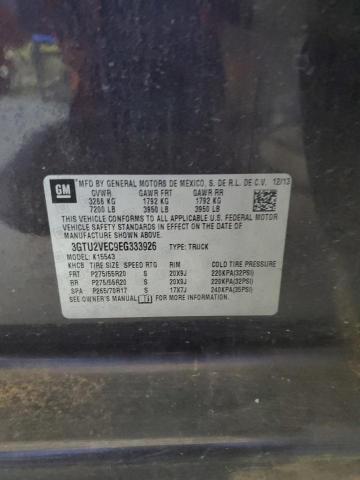 GM
MFD BY GENERAL MOTORS DE MEXICO, S. DE R.L. DE C.V. 12/13
GVWR GAWR FRT GAWR RR
3266 KG 1792 KG 1792 KG
7200 LB 3950 LB 3950 LB
THIS VEHICLE CONFORMS TO ALL APPLICABLE U.S. FEDERAL MOTOR
VEHICLE SAFETY STANDARDS IN EFFECT ON THE DATE OF
MANUFACTURE SHOWN ABOVE.
3GTU2VEC9EG333926 TYPE: TRUCK
MODEL: K15543
KHCB TIRE SIZE SPEED RTG RIM COLD TIRE PRESSURE
FRT P275/55R20 S 20X9J 220KPA(32PSI)
RR P275/55R20 S 20X9J 220KPA(32PSI)
SPA P265/70R17 S 17X7J 240KPA(35PSI)
SEE OWNER'S MANUAL FOR ADDITIONAL INFORMATION.